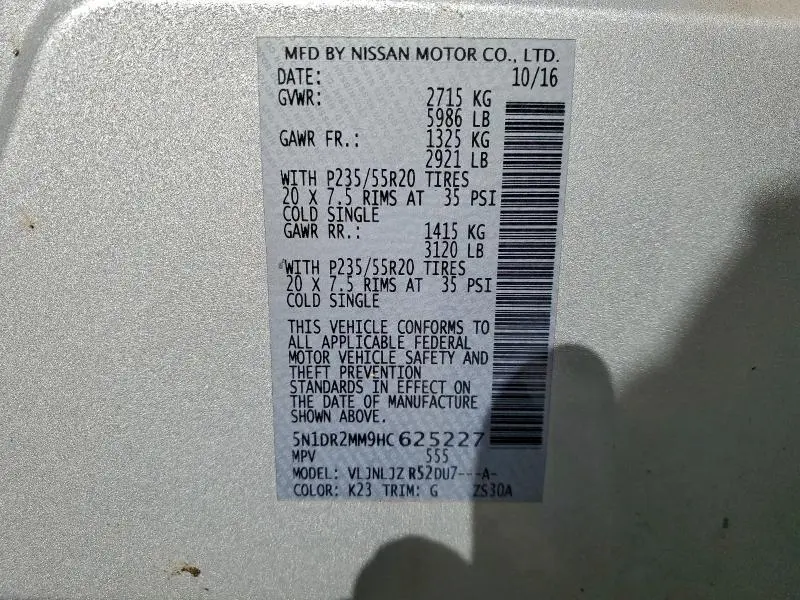 MFD BY NISSAN MOTOR CO., LTD.
DATE: 10/16
GVWR: 2715 KG
5986 LB
GAWR FR.: 1325 KG
2921 LB
WITH P235/55R20 TIRES
20 X 7.5 RIMS AT 35 PSI
COLD SINGLE
GAWR RR.: 1415 KG
3120 LB
WITH P235/55R20 TIRES
20 X 7.5 RIMS AT 35 PSI
COLD SINGLE
THIS VEHICLE CONFORMS TO
ALL APPLICABLE FEDERAL
MOTOR VEHICLE SAFETY AND
THEFT PREVENTION
STANDARDS IN EFFECT ON
THE DATE OF MANUFACTURE
SHOWN ABOVE.
5N1DR2MM9HC625227
MPV 555
MODEL: VLJNLJZ R52DU7---A-
COLOR: K23 TRIM: G ZS30A